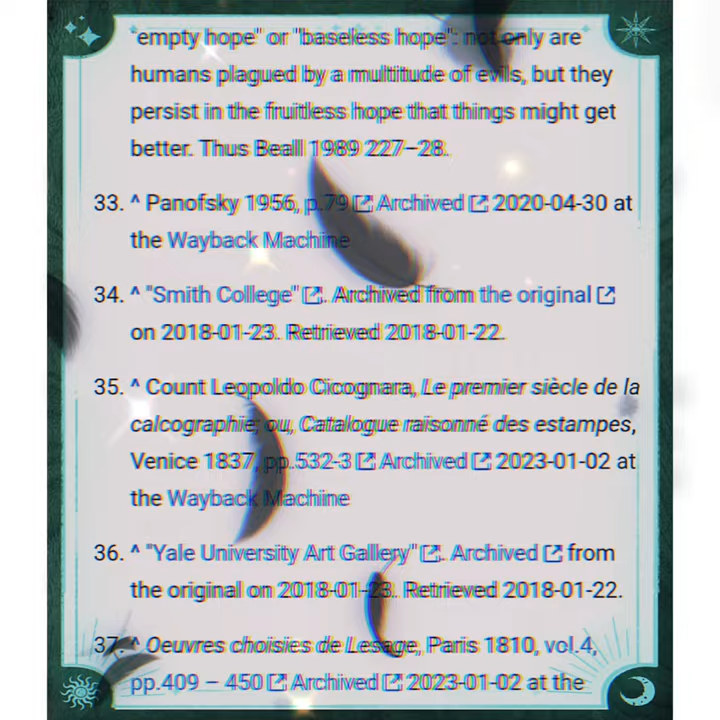 "empty hope" or "baseless hope": not only are
humans plagued by a multitude of evils, but they
persist in the fruitless hope that things might get
better. Thus Beall 1989 227–28.
33. ^ Panofsky 1956, p.79 Archived 2020-04-30 at
the Wayback Machine
34. ^ "Smith College". Archived from the original
on 2018-01-23. Retrieved 2018-01-22.
35. ^ Count Leopoldo Cicognara, Le premier siècle de la
calcographie; ou, Catalogue raisonné des estampes,
Venice 1837, pp.532-3 Archived 2023-01-02 at
the Wayback Machine
36. ^ "Yale University Art Gallery". Archived from
the original on 2018-01-23. Retrieved 2018-01-22.
37. ^ Oeuvres choisies de Lesage, Paris 1810, vol.4,
pp.409 – 450 Archived 2023-01-02 at the